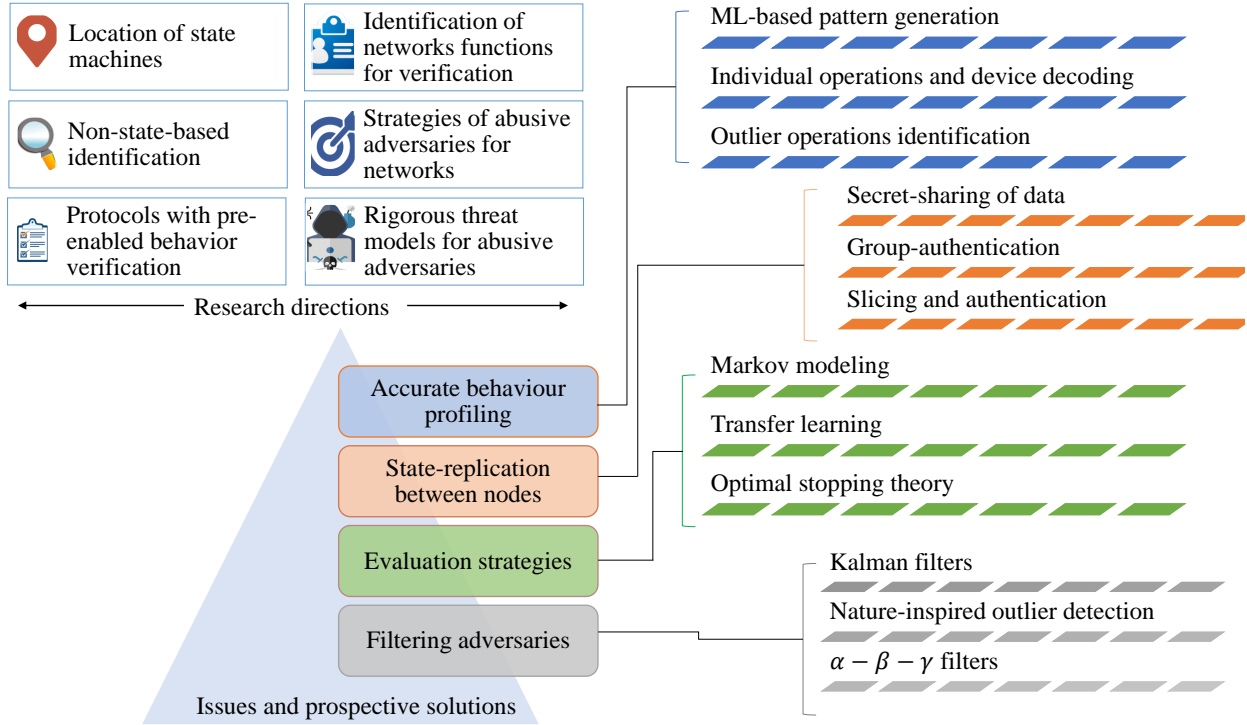 Location of state
machines
Identification of
networks functions
for verification
Non-state-based
identification
Strategies of abusive
adversaries for
networks
Protocols with pre-
enabled behavior
verification
Rigorous threat
models for abusive
adversaries
Research directions
Accurate behaviour
profiling
State-replication
between nodes
Evaluation strategies
Filtering adversaries
Issues and prospective solutions
ML-based pattern generation
Individual operations and device decoding
Outlier operations identification
Secret-sharing of data
Group-authentication
Slicing and authentication
Markov modeling
Transfer learning
Optimal stopping theory
Kalman filters
Nature-inspired outlier detection
α − β − γ filters